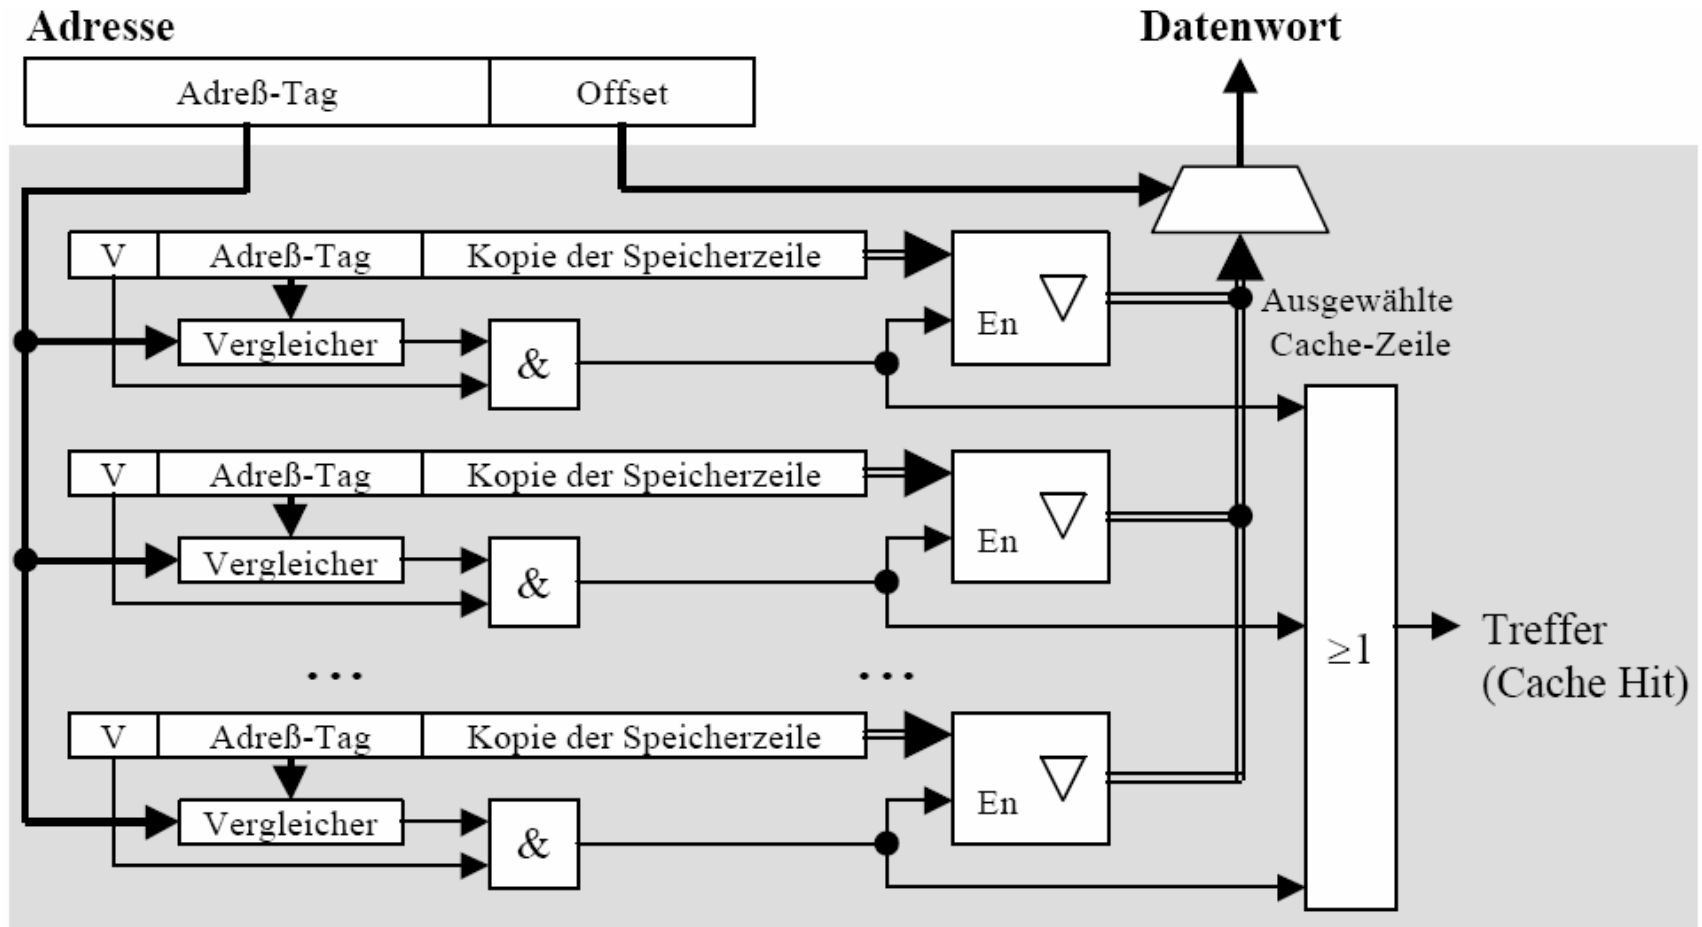 Adresse
Datenwort
Adreß-Tag
Offset
V
Adreß-Tag
Kopie der Speicherzeile
Vergleicher
&
En
Ausgewählte
Cache-Zeile
V
Adreß-Tag
Kopie der Speicherzeile
Vergleicher
&
En
≥1
Treffer
(Cache Hit)
...
...
V
Adreß-Tag
Kopie der Speicherzeile
Vergleicher
&
En